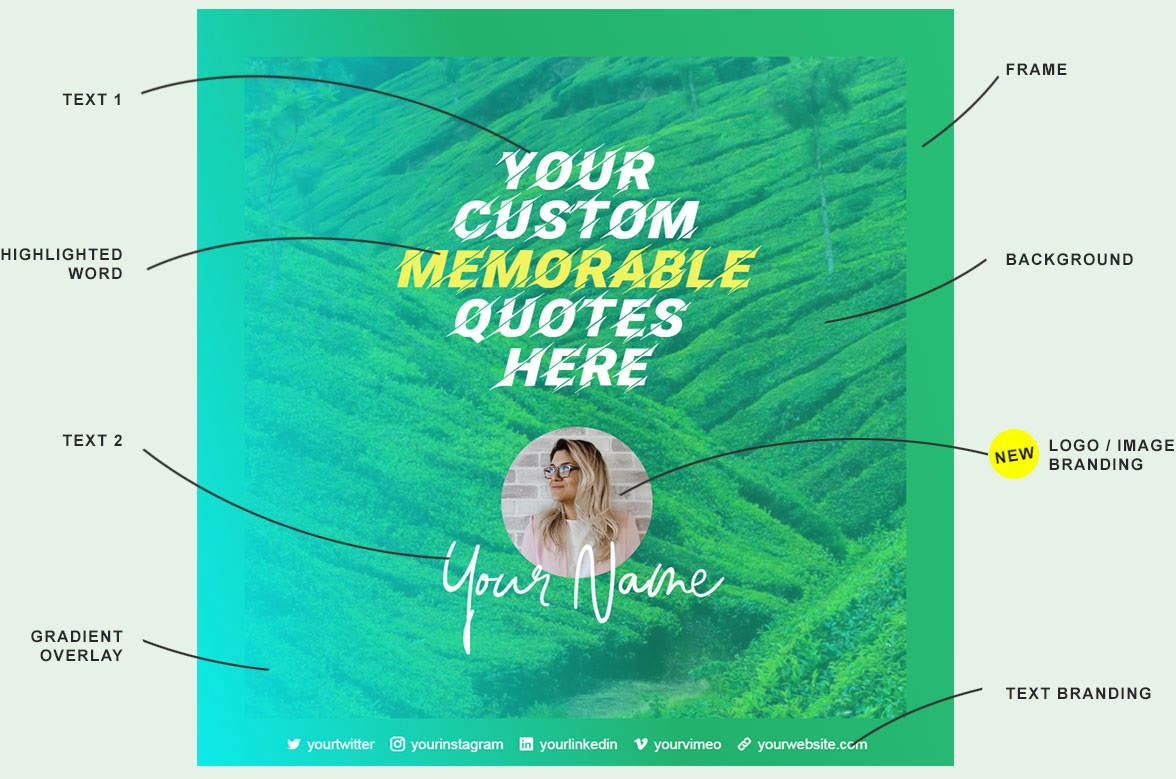 TEXT 1
HIGHLIGHTED
WORD
TEXT 2
GRADIENT
OVERLAY
YOUR
CUSTOM
MEMORABLE
QUOTES
HERE
Your Name
yourtwitter yourinstagram yourlinkedin yourvimeo yourwebsite.com
FRAME
BACKGROUND
NEW
LOGO / IMAGE
BRANDING
TEXT BRANDING